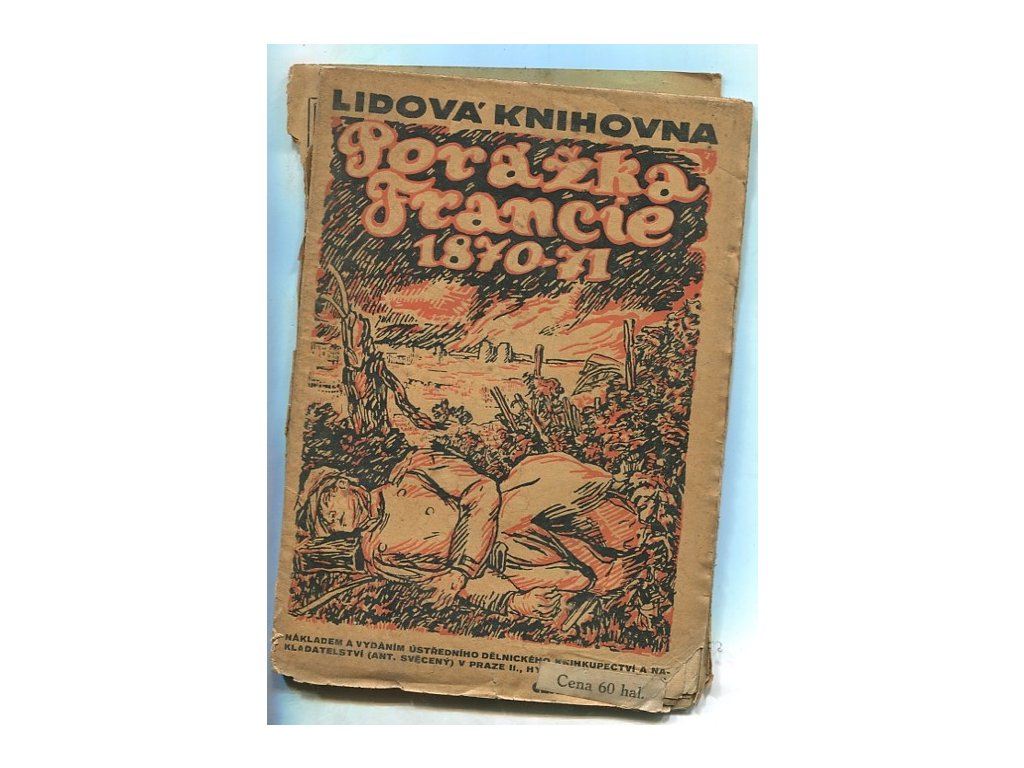 LIDOVÁ KNIHOVNA
Porážka
Francie
1870-71
NÁKLADEM A VYDÁNÍM ÚSTŘEDNÍHO DĚLNICKÉHO KNIHKUPECTVÍ A NA-
KLADATELSTVÍ (ANT. SVĚCENÝ) V PRAZE II.,
Cena 60 hal.